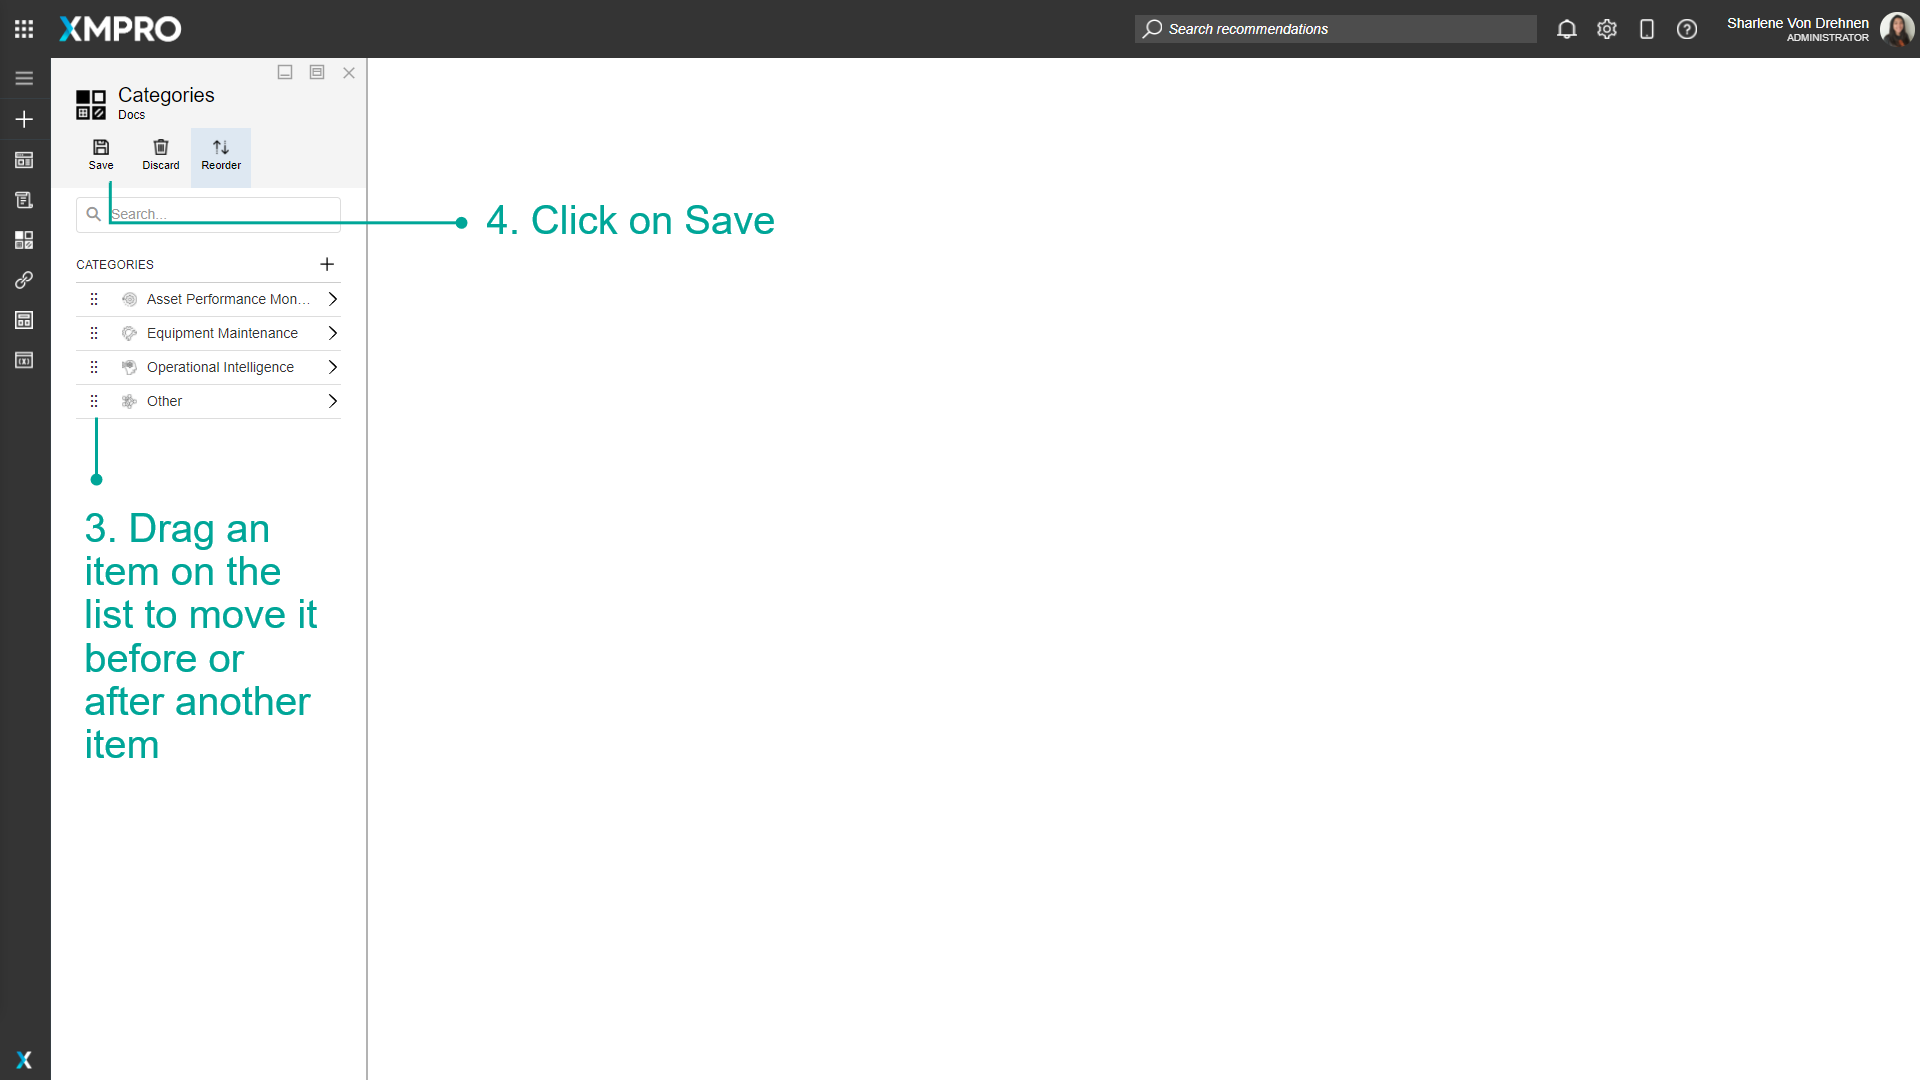 XMPRO
Search recommendations
Sharlene Von Drehnen
ADMINISTRATOR
Categories
Docs
Save
Discard
Reorder
Search...
4. Click on Save
CATEGORIES
Asset Performance Mon...
Equipment Maintenance
Operational Intelligence
Other
3. Drag an
item on the
list to move it
before or
after another
item